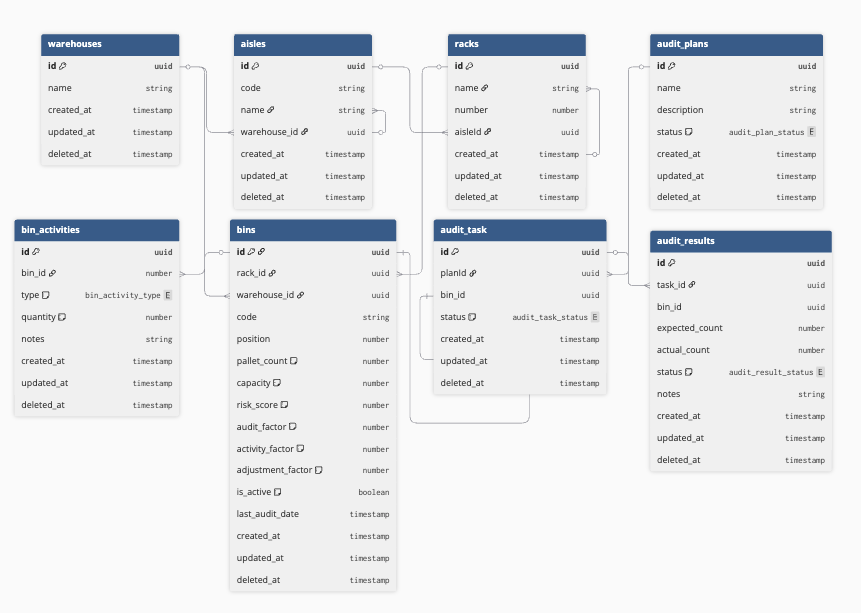 warehouses
id uuid
name string
created_at timestamp
updated_at timestamp
deleted_at timestamp
aisles
id uuid
code string
name string
warehouse_id uuid
created_at timestamp
updated_at timestamp
deleted_at timestamp
racks
id uuid
name string
number number
aisleId uuid
created_at timestamp
updated_at timestamp
deleted_at timestamp
audit_plans
id uuid
name string
description string
status audit_plan_status E
created_at timestamp
updated_at timestamp
deleted_at timestamp
bin_activities
id uuid
bin_id number
type bin_activity_type E
quantity number
notes string
created_at timestamp
updated_at timestamp
deleted_at timestamp
bins
id uuid
rack_id uuid
warehouse_id uuid
code string
position number
pallet_count number
capacity number
risk_score number
audit_factor number
activity_factor number
adjustment_factor number
is_active boolean
last_audit_date timestamp
created_at timestamp
updated_at timestamp
deleted_at timestamp
audit_task
id uuid
planId uuid
bin_id uuid
status audit_task_status E
created_at timestamp
updated_at timestamp
deleted_at timestamp
audit_results
id uuid
task_id uuid
bin_id uuid
expected_count number
actual_count number
status audit_result_status E
notes string
created_at timestamp
updated_at timestamp
deleted_at timestamp